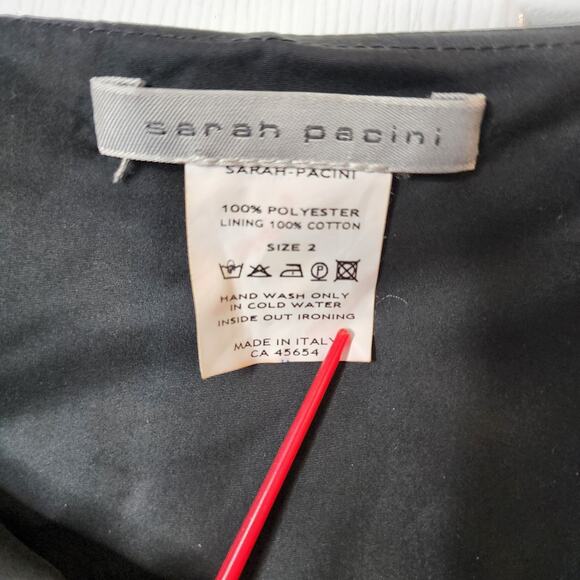 sarah pacini
SARAH-PACINI
100% POLYESTER
LINING 100% COTTON
SIZE 2
P
HAND WASH ONLY
IN COLD WATER
INSIDE OUT IRONING
MADE IN ITALY
CA 45654